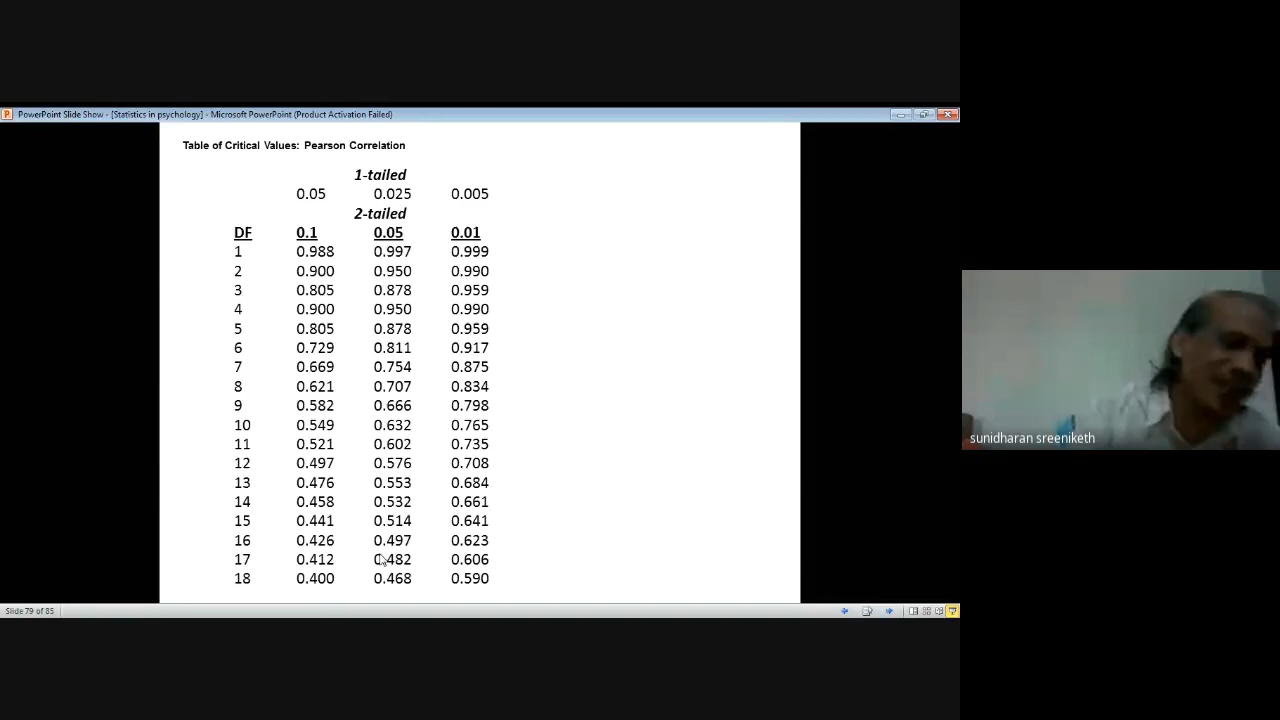 PowerPoint Slide Show - [Statistics in psychology] - Microsoft PowerPoint (Product Activation Failed)
Table of Critical Values: Pearson Correlation
1-tailed
0.05 0.025 0.005
2-tailed
DF 0.1 0.05 0.01
1 0.988 0.997 0.999
2 0.900 0.950 0.990
3 0.805 0.878 0.959
4 0.900 0.950 0.990
5 0.805 0.878 0.959
6 0.729 0.811 0.917
7 0.669 0.754 0.875
8 0.621 0.707 0.834
9 0.582 0.666 0.798
10 0.549 0.632 0.765
11 0.521 0.602 0.735
12 0.497 0.576 0.708
13 0.476 0.553 0.684
14 0.458 0.532 0.661
15 0.441 0.514 0.641
16 0.426 0.497 0.623
17 0.412 0.482 0.606
18 0.400 0.468 0.590
Slide 79 of 85
sunidharan sreeniketh